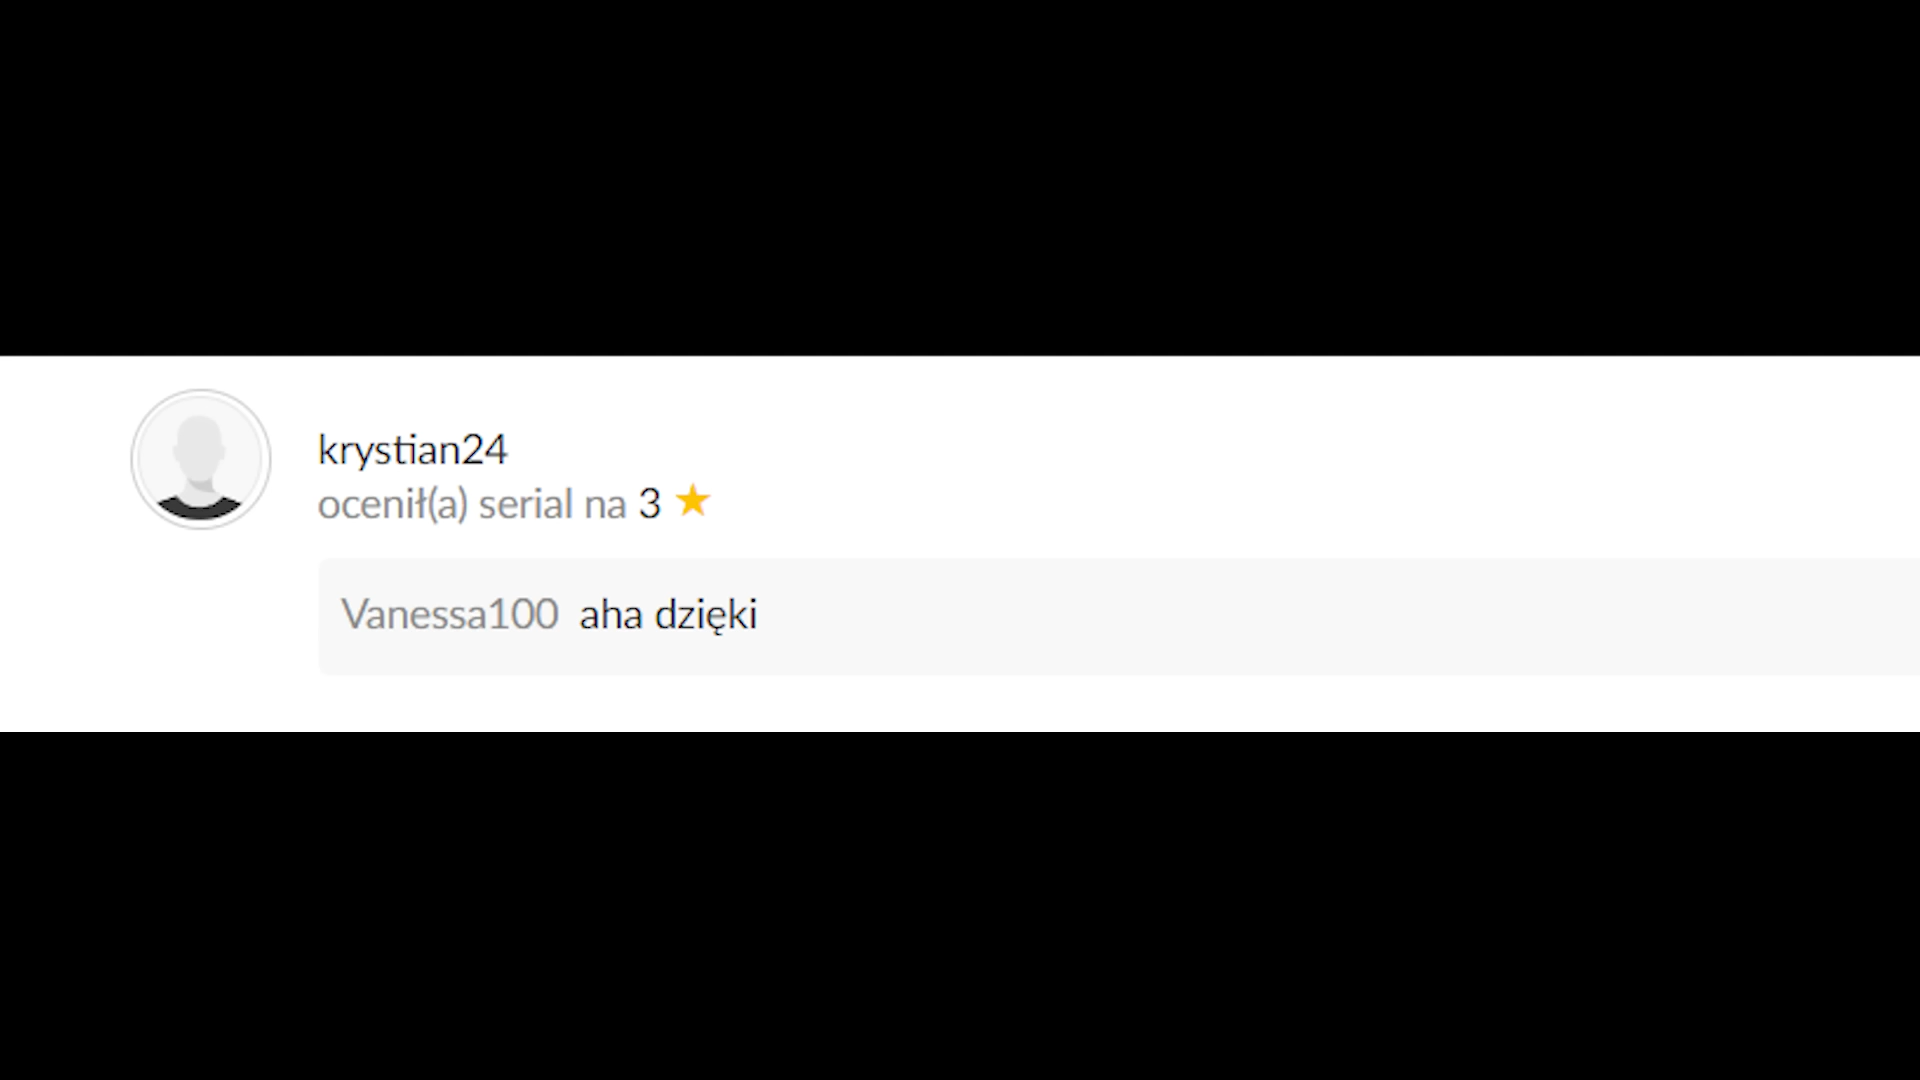 krystian24
ocenił(a) serial na 3 ★
Vanessa100 aha dzięki